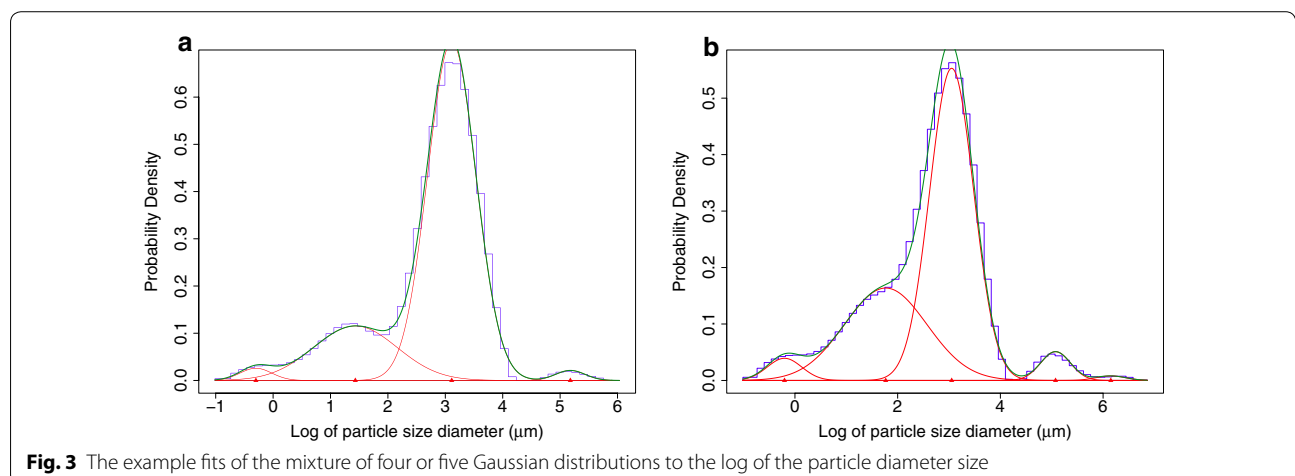 a
Probability Density
0.0 0.1 0.2 0.3 0.4 0.5 0.6
−1 0 1 2 3 4 5 6
Log of particle size diameter (μm)
b
Probability Density
0.0 0.1 0.2 0.3 0.4 0.5
0 2 4 6
Log of particle size diameter (μm)
Fig. 3 The example fits of the mixture of four or five Gaussian distributions to the log of the particle diameter size